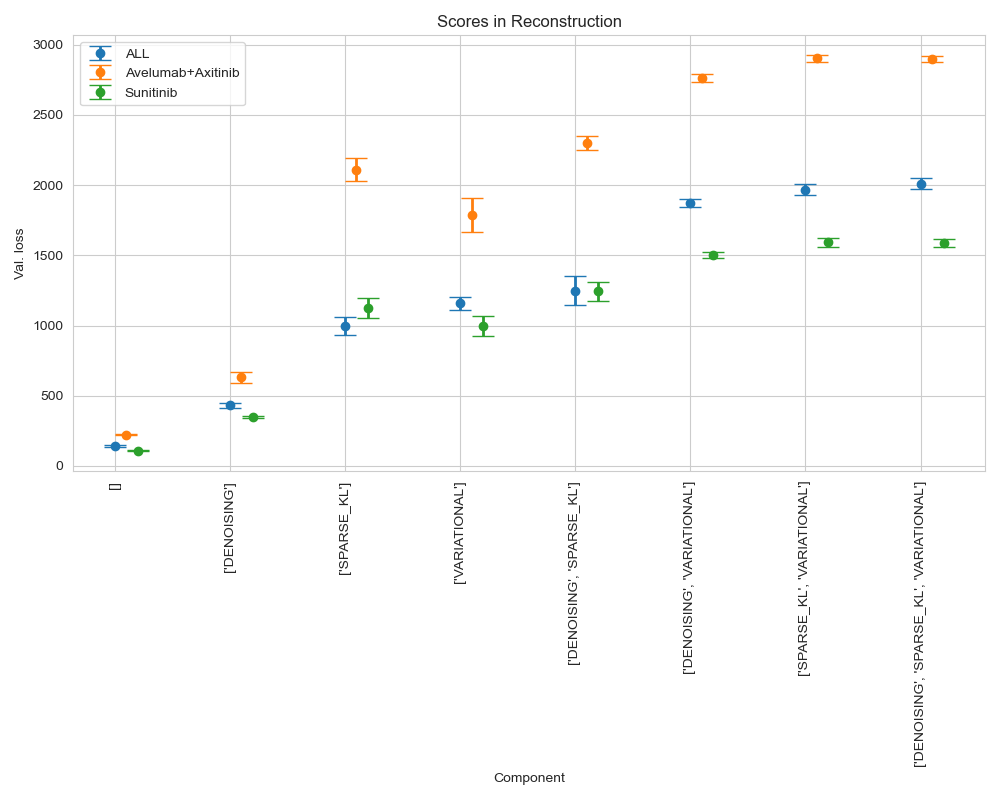 Scores in Reconstruction
ALL
Avelumab+Axitinib
Sunitinib
3000
2500
2000
1500
1000
500
0
Val. loss
[]
['DENOISING']
['SPARSE_KL']
['VARIATIONAL']
['DENOISING', 'SPARSE_KL']
['DENOISING', 'VARIATIONAL']
['SPARSE_KL', 'VARIATIONAL']
['DENOISING', 'SPARSE_KL', 'VARIATIONAL']
Component